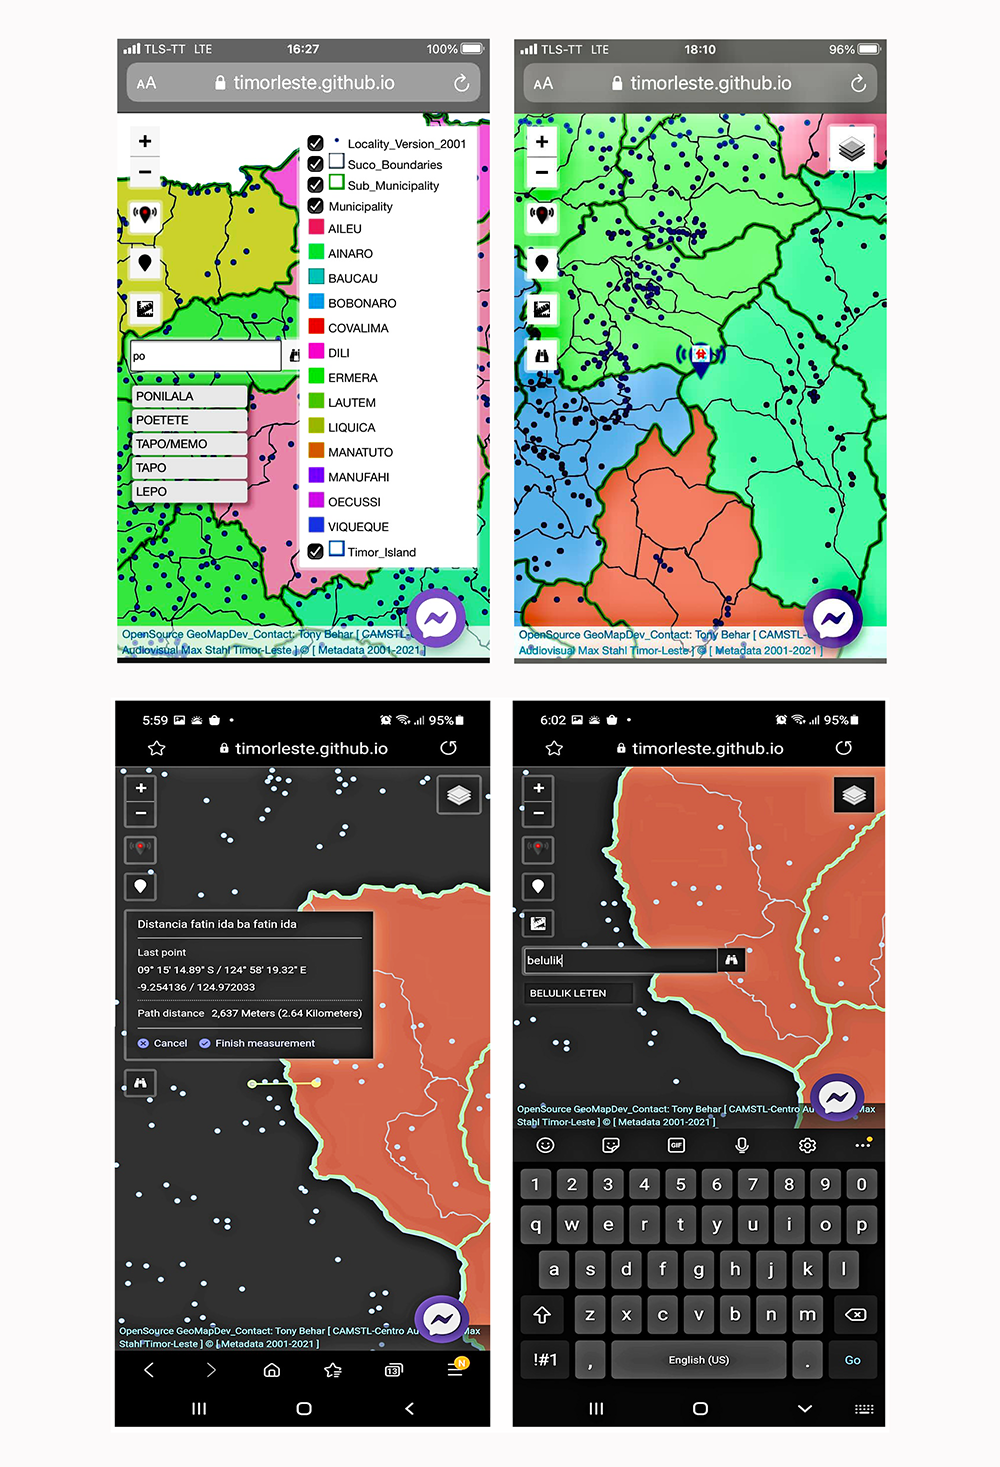 TLS-TT LTE 16:27 100%
AA timorleste.github.io
+
−
Locality_Version_2001
Suco_Boundaries
Sub_Municipality
Municipality
AILEU
AINARO
BAUCAU
BOBONARO
COVALIMA
DILI
ERMERA
LAUTEM
LIQUICA
MANATUTO
MANUFAHI
OECUSSI
VIQUEQUE
Timor_Island
po
PONILALA
POETETE
TAPO/MEMO
TAPO
LEPO
OpenSource GeoMapDev_Contact: Tony Behar [ CAMSTL-
Audiovisual Max Stahl Timor-Leste ] © [ Metadata 2001-2021 ]
TLS-TT LTE 18:10 96%
AA timorleste.github.io
+
−
OpenSource GeoMapDev_Contact: Tony Behar [ CAMSTL-
Audiovisual Max Stahl Timor-Leste ] © [ Metadata 2001-2021 ]
5:59 95%
timorleste.github.io
+
−
Distancia fatin ida ba fatin ida
Last point
09° 15' 14.89" S / 124° 58' 19.32" E
-9.254136 / 124.972033
Path distance 2,637 Meters (2.64 Kilometers)
Cancel Finish measurement
OpenSource GeoMapDev_Contact: Tony Behar [ CAMSTL-Centro Au Max
Stahl Timor-Leste ] © [ Metadata 2001-2021 ]
13 N
6:02 95%
timorleste.github.io
+
−
belulik
BELULIK LETEN
OpenSource GeoMapDev_Contact: Tony Behar [ CAMSTL-Centro Au Max
Stahl Timor-Leste ] © [ Metadata 2001-2021 ]
GIF
1 2 3 4 5 6 7 8 9 0
q w e r t y u i o p
a s d f g h j k l
z x c v b n m
!#1 , English (US) . Go